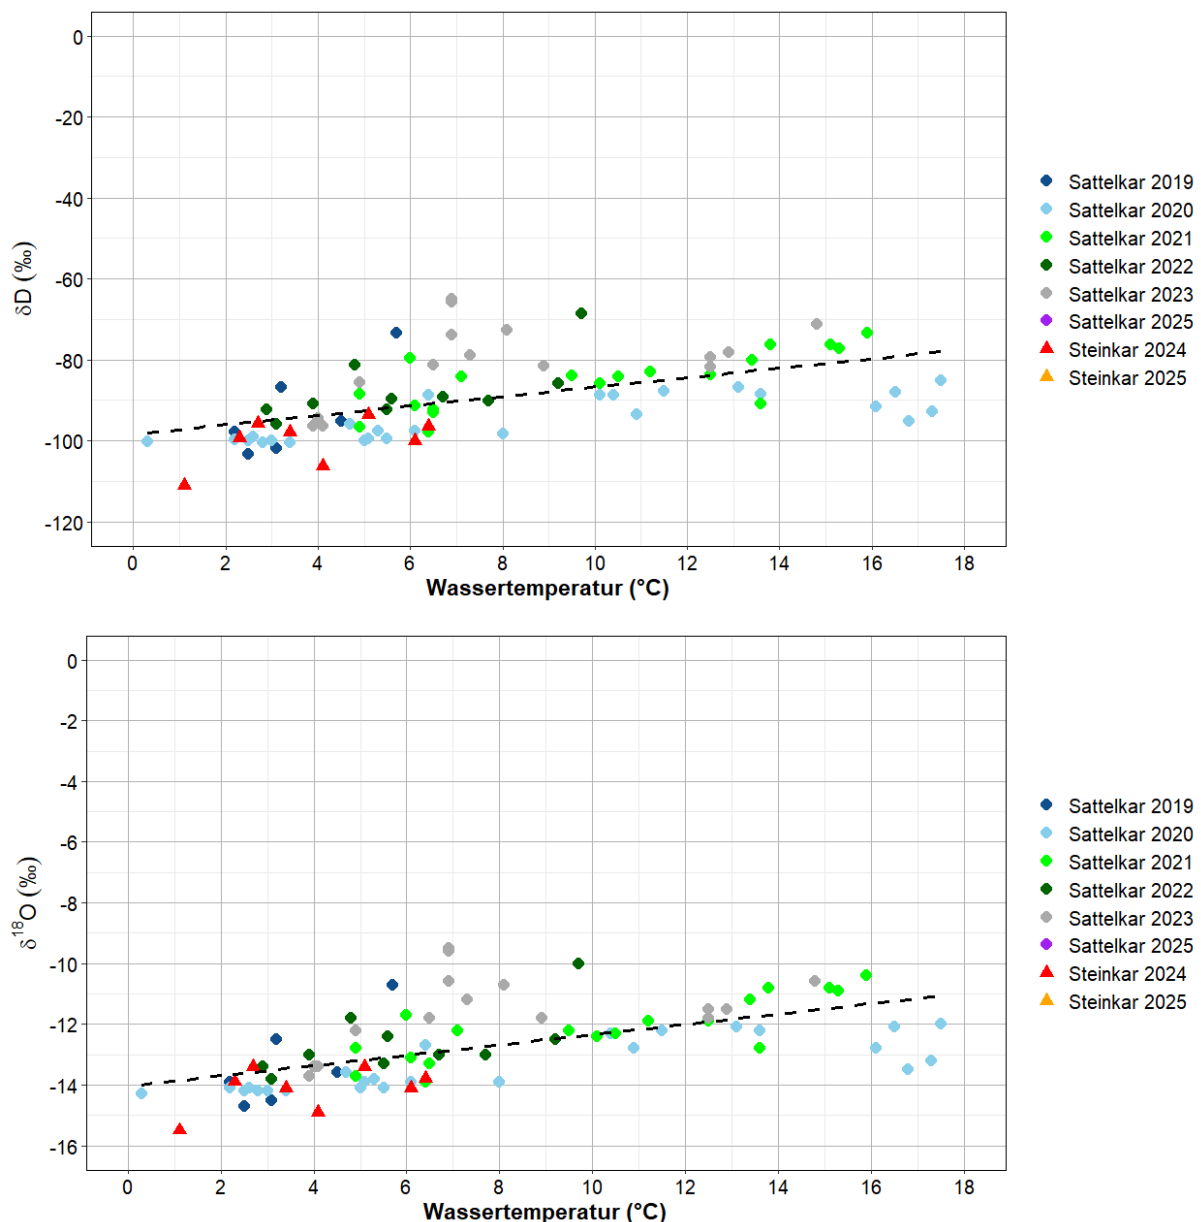 0
-20
-40
-60
-80
-100
-120
δD (‰)
0 2 4 6 8 10 12 14 16 18
Wassertemperatur (°C)
Sattelkar 2019
Sattelkar 2020
Sattelkar 2021
Sattelkar 2022
Sattelkar 2023
Sattelkar 2025
Steinkar 2024
Steinkar 2025
0
-2
-4
-6
-8
-10
-12
-14
-16
δ¹⁸O (‰)
0 2 4 6 8 10 12 14 16 18
Wassertemperatur (°C)
Sattelkar 2019
Sattelkar 2020
Sattelkar 2021
Sattelkar 2022
Sattelkar 2023
Sattelkar 2025
Steinkar 2024
Steinkar 2025